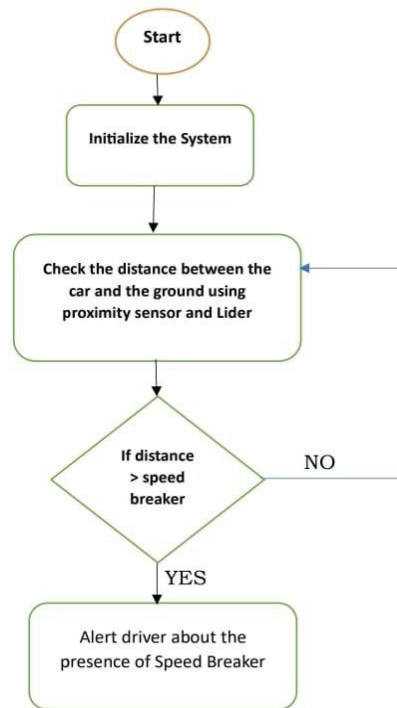 Start
Initialize the System
Check the distance between the
car and the ground using
proximity sensor and Lider
If distance
> speed
breaker
NO
YES
Alert driver about the
presence of Speed Breaker